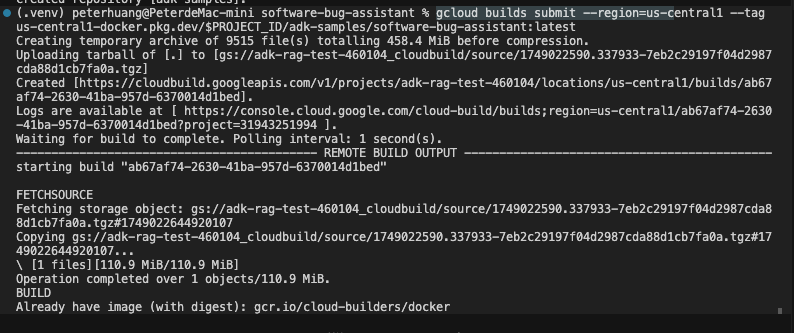 (.venv) peterhuang@PeterdeMac-mini software-bug-assistant % gcloud builds submit --region=us-central1 --tag
us-central1-docker.pkg.dev/$PROJECT_ID/adk-samples/software-bug-assistant:latest
Creating temporary archive of 9515 file(s) totalling 458.4 MiB before compression.
Uploading tarball of [.] to [gs://adk-rag-test-460104_cloudbuild/source/1749022590.337933-7eb2c29197f04d2987
cda88d1cb7fa0a.tgz]
Created [https://cloudbuild.googleapis.com/v1/projects/adk-rag-test-460104/locations/us-central1/builds/ab67
af74-2630-41ba-957d-6370014d1bed].
Logs are available at [ https://console.cloud.google.com/cloud-build/builds;region=us-central1/ab67af74-2630
-41ba-957d-6370014d1bed?project=31943251994 ].
Waiting for build to complete. Polling interval: 1 second(s).
---------------------------------------- REMOTE BUILD OUTPUT ----------------------------------------
starting build "ab67af74-2630-41ba-957d-6370014d1bed"
FETCHSOURCE
Fetching storage object: gs://adk-rag-test-460104_cloudbuild/source/1749022590.337933-7eb2c29197f04d2987cda8
8d1cb7fa0a.tgz#1749022644920107
Copying gs://adk-rag-test-460104_cloudbuild/source/1749022590.337933-7eb2c29197f04d2987cda88d1cb7fa0a.tgz#17
49022644920107...
\ [1 files][110.9 MiB/110.9 MiB]
Operation completed over 1 objects/110.9 MiB.
BUILD
Already have image (with digest): gcr.io/cloud-builders/docker